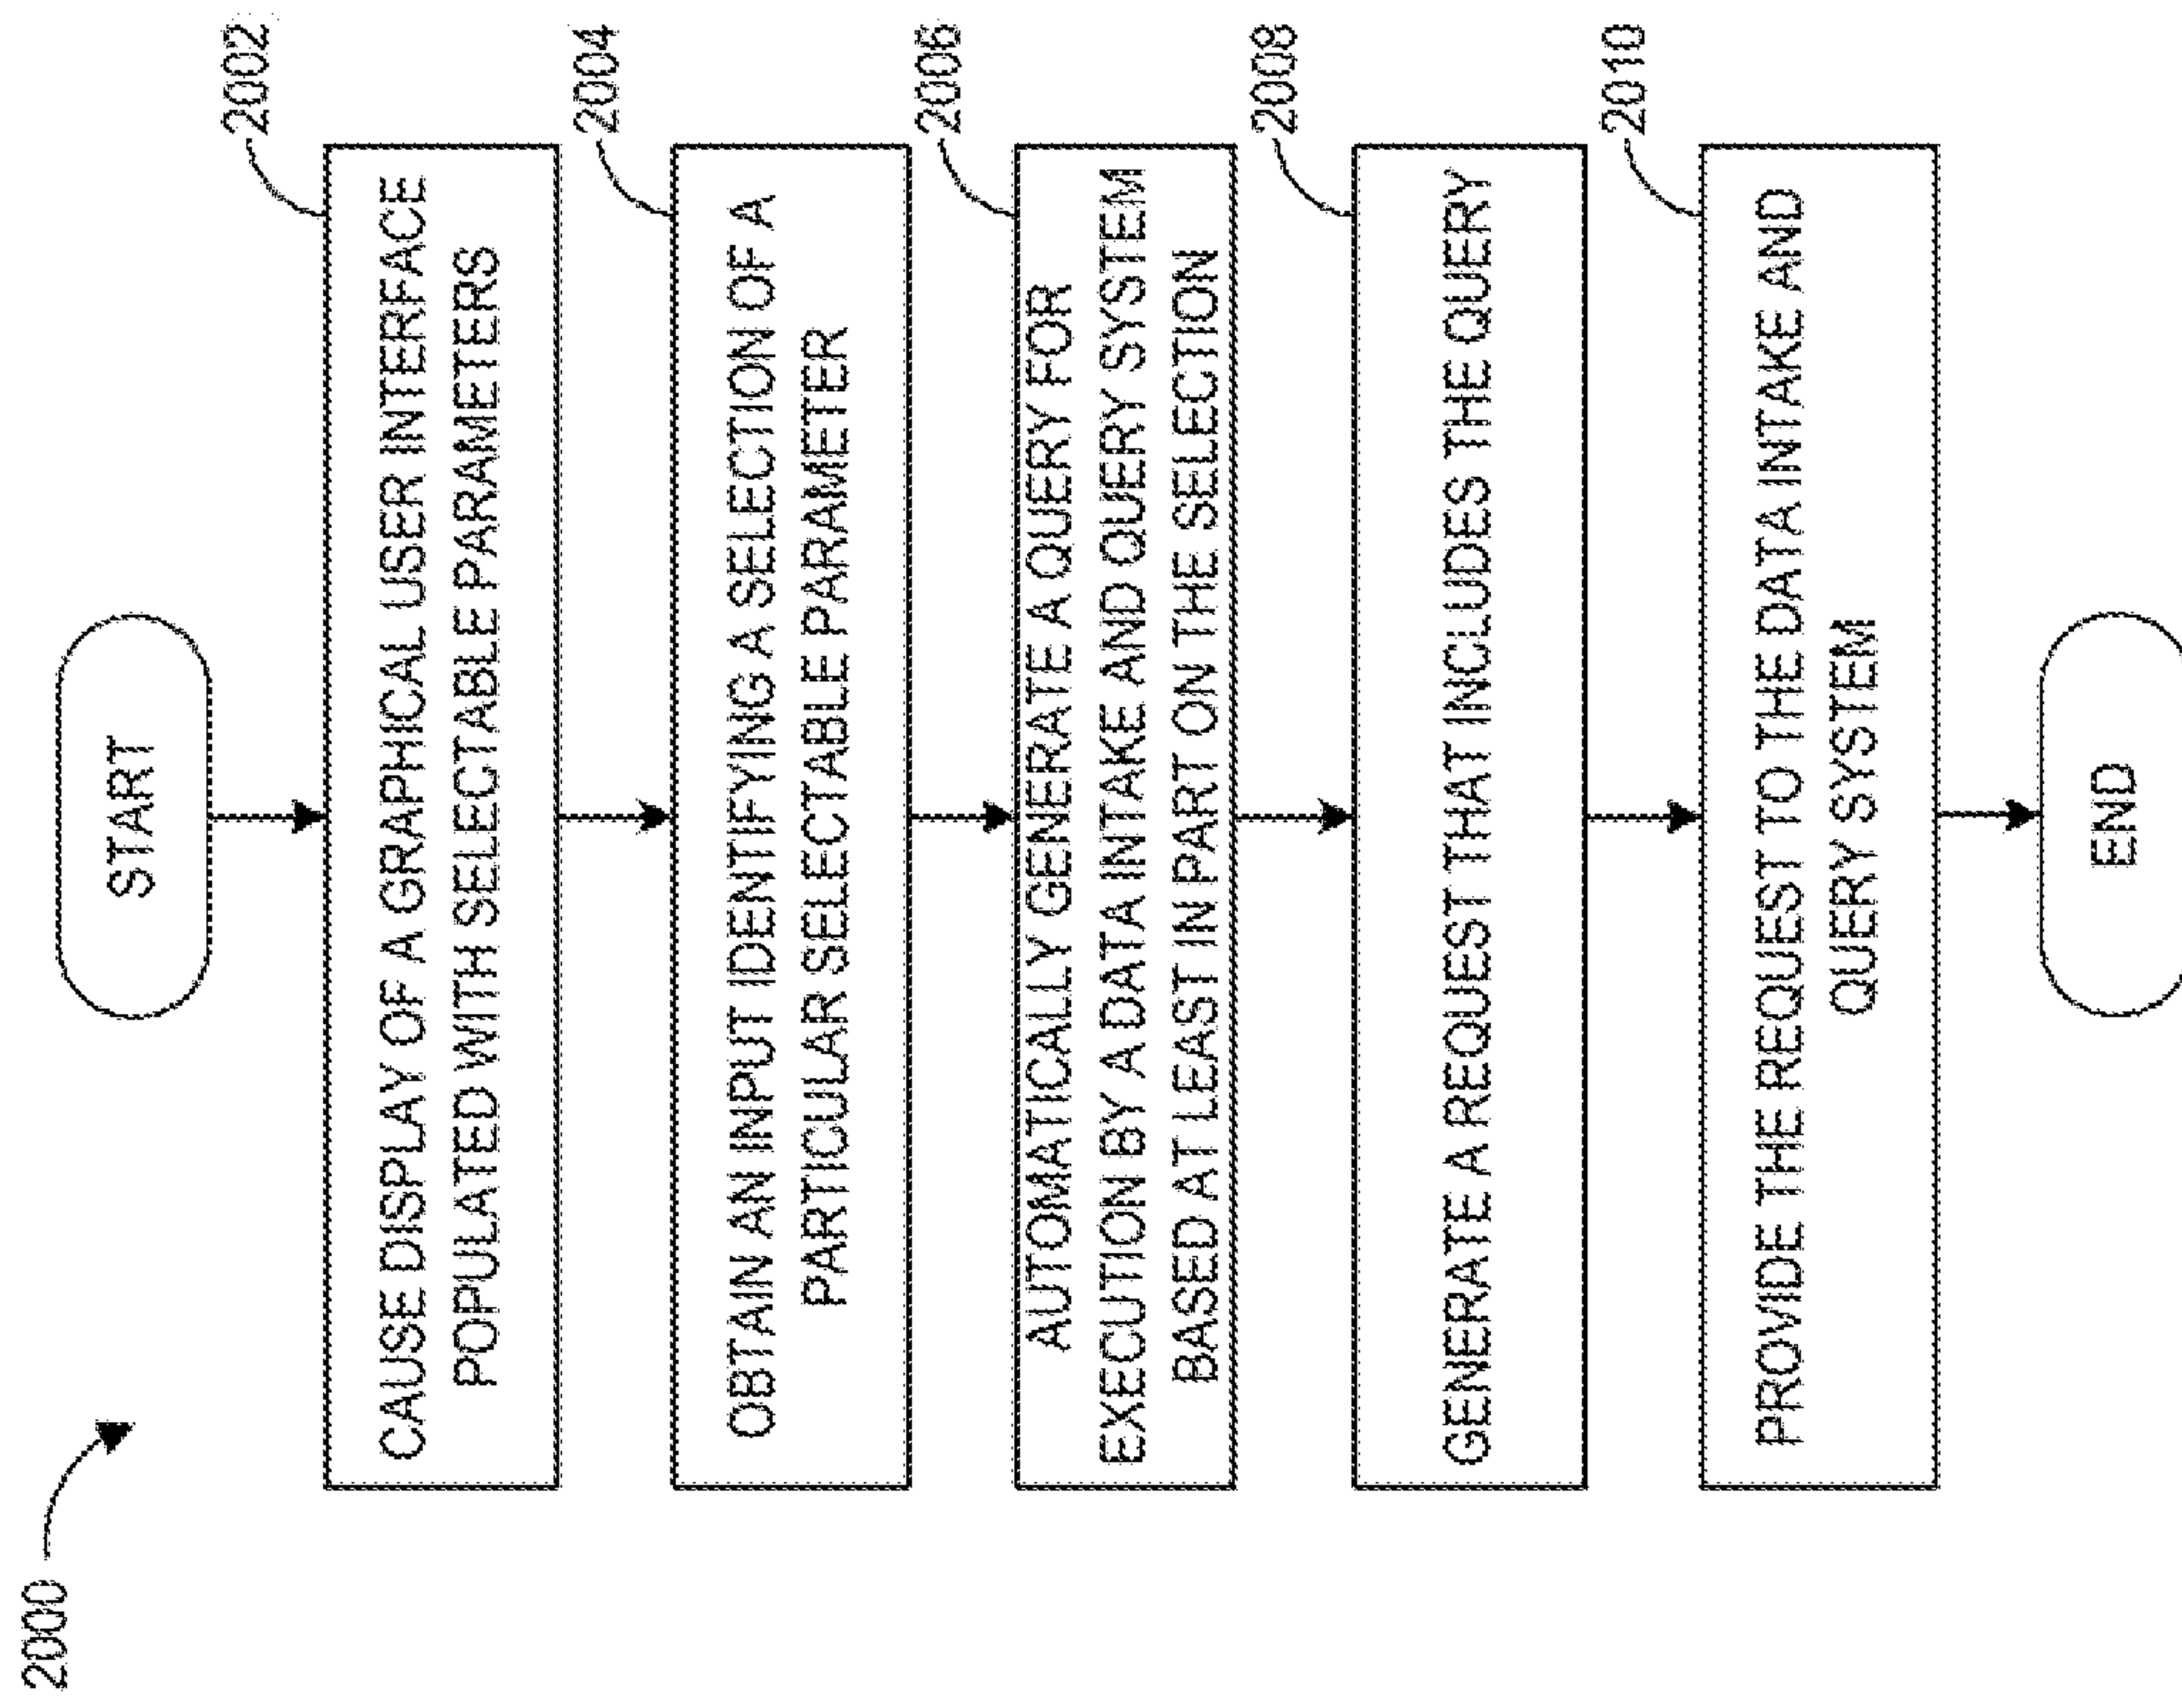 2000
START
2002
CAUSE DISPLAY OF A GRAPHICAL USER INTERFACE
POPULATED WITH SELECTABLE PARAMETERS
2004
OBTAIN AN INPUT IDENTIFYING A SELECTION OF A
PARTICULAR SELECTABLE PARAMETER
2006
AUTOMATICALLY GENERATE A QUERY FOR
EXECUTION BY A DATA INTAKE AND QUERY SYSTEM
BASED AT LEAST IN PART ON THE SELECTION
2008
GENERATE A REQUEST THAT INCLUDES THE QUERY
2010
PROVIDE THE REQUEST TO THE DATA INTAKE AND
QUERY SYSTEM
END